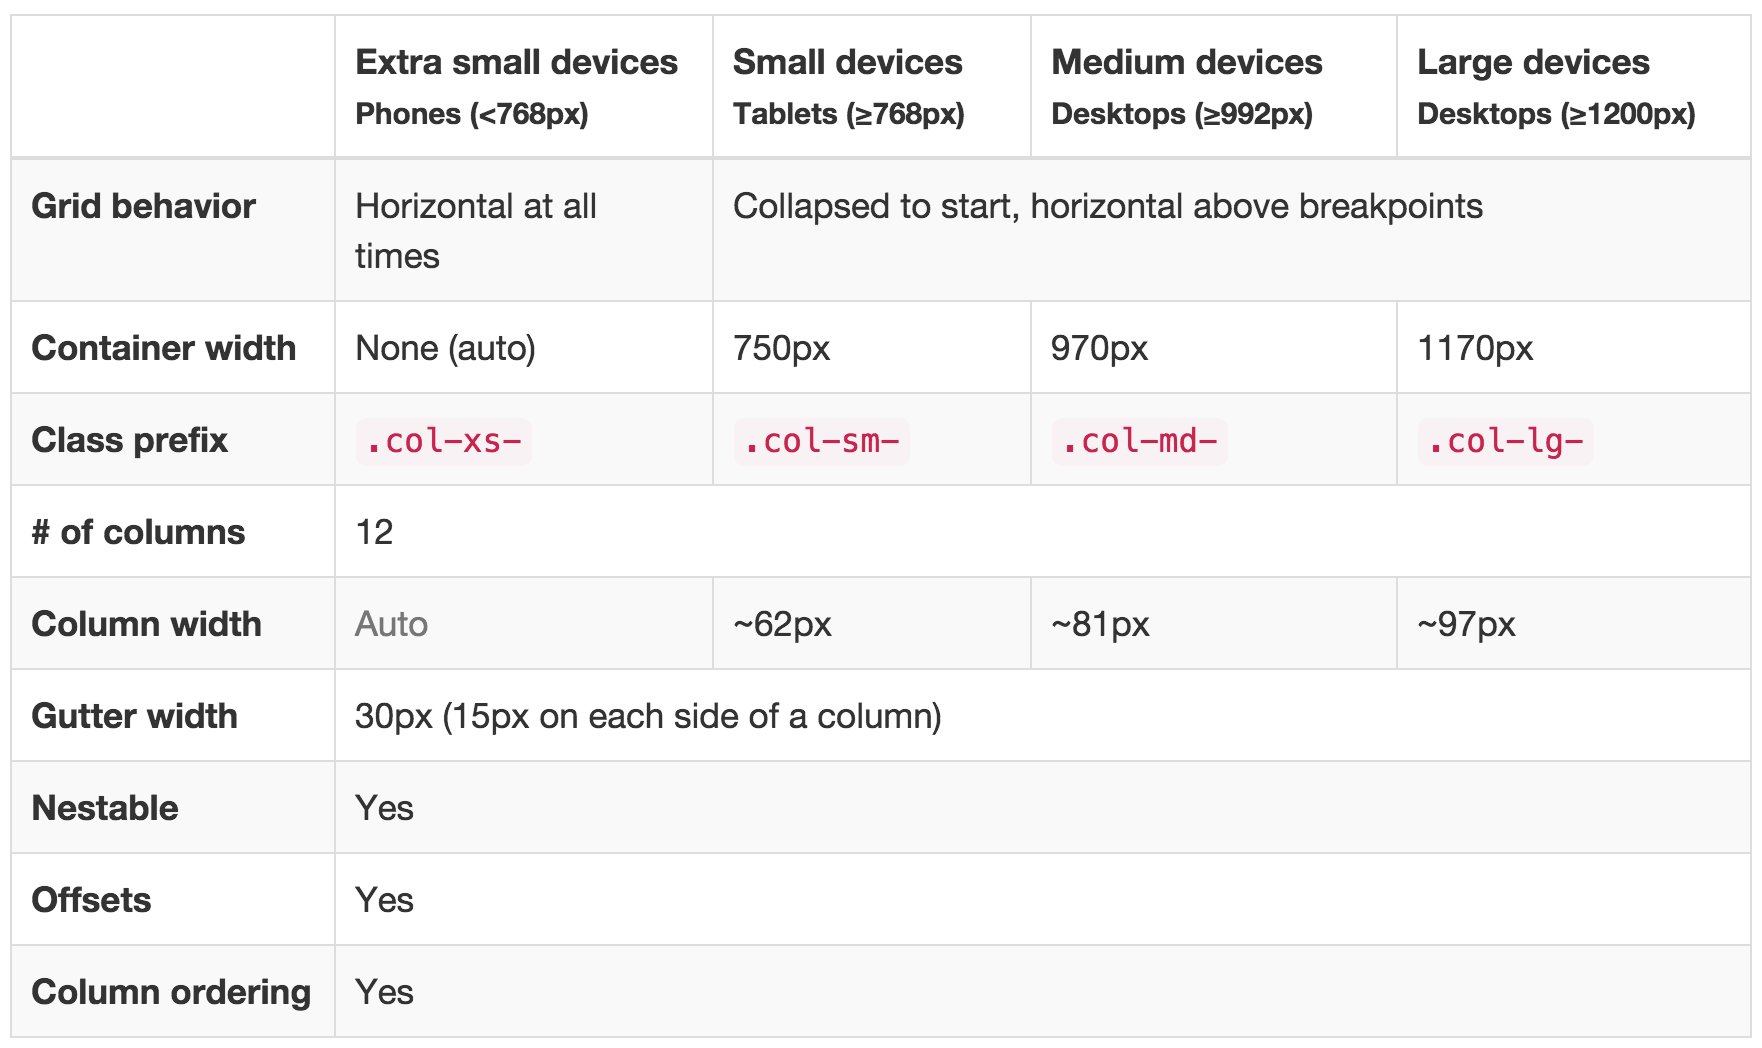 Extra small devices Small devices Medium devices Large devices
Phones (<768px) Tablets (≥768px) Desktops (≥992px) Desktops (≥1200px)
Grid behavior Horizontal at all Collapsed to start, horizontal above breakpoints
times
Container width None (auto) 750px 970px 1170px
Class prefix .col-xs- .col-sm- .col-md- .col-lg-
# of columns 12
Column width Auto ~62px ~81px ~97px
Gutter width 30px (15px on each side of a column)
Nestable Yes
Offsets Yes
Column ordering Yes